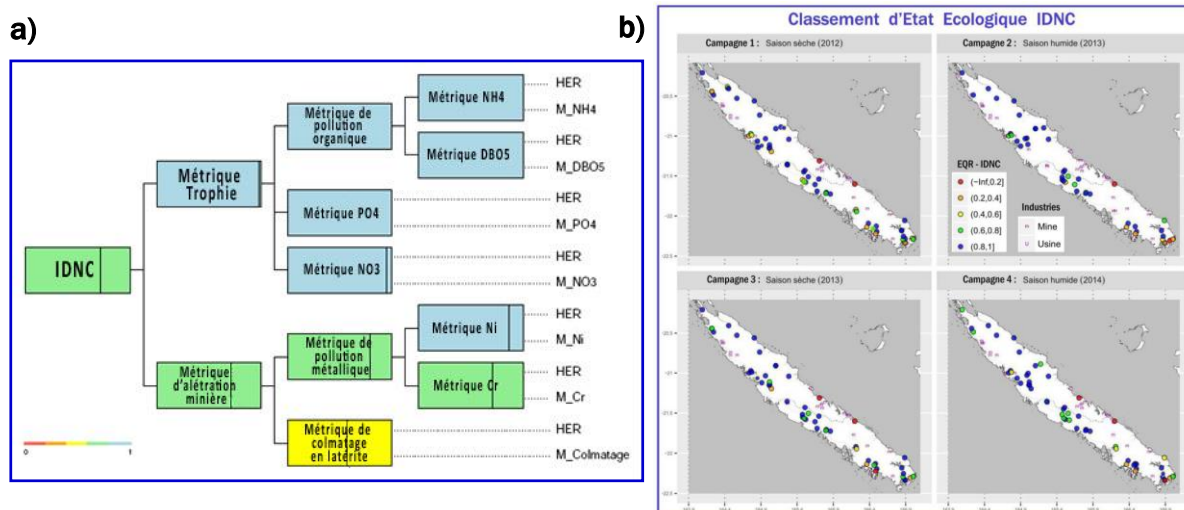 a)
IDNC
Métrique
Trophie
Métrique
d'alétration
minière
Métrique de
pollution
organique
Métrique PO4
Métrique NO3
Métrique de
pollution
métallique
Métrique de
colmatage
en latérite
Métrique NH4
Métrique DBO5
Métrique Ni
Métrique Cr
HER
M_NH4
HER
M_DBO5
HER
M_PO4
HER
M_NO3
HER
M_Ni
HER
M_Cr
HER
M_Colmatage
0
1
b)
Classement d'Etat Ecologique IDNC
Campagne 1 : Saison sèche (2012)
Campagne 2 : Saison humide (2013)
EQR - IDNC
(-Inf,0.2]
(0.2,0.4]
(0.4,0.6]
(0.6,0.8]
(0.8,1]
Industries
Mine
Usine
Campagne 3 : Saison sèche (2013)
Campagne 4 : Saison humide (2014)